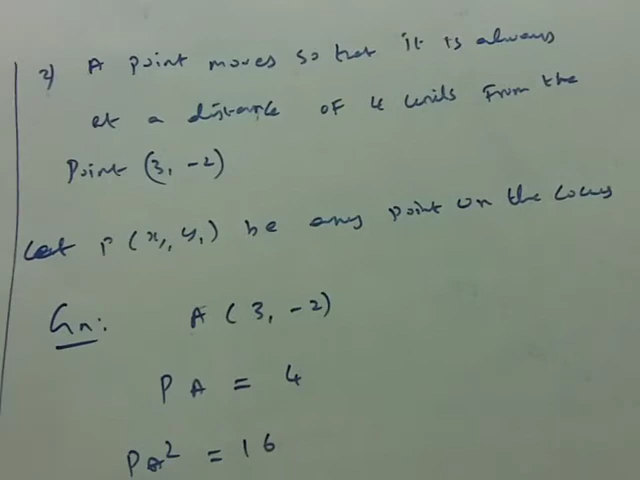 2) A point moves so that it is always
at a distance of 4 units from the
Point (3, -2)
Let P(x1, y1) be any point on the locus
Gn: A (3, -2)
PA = 4
PA² = 16